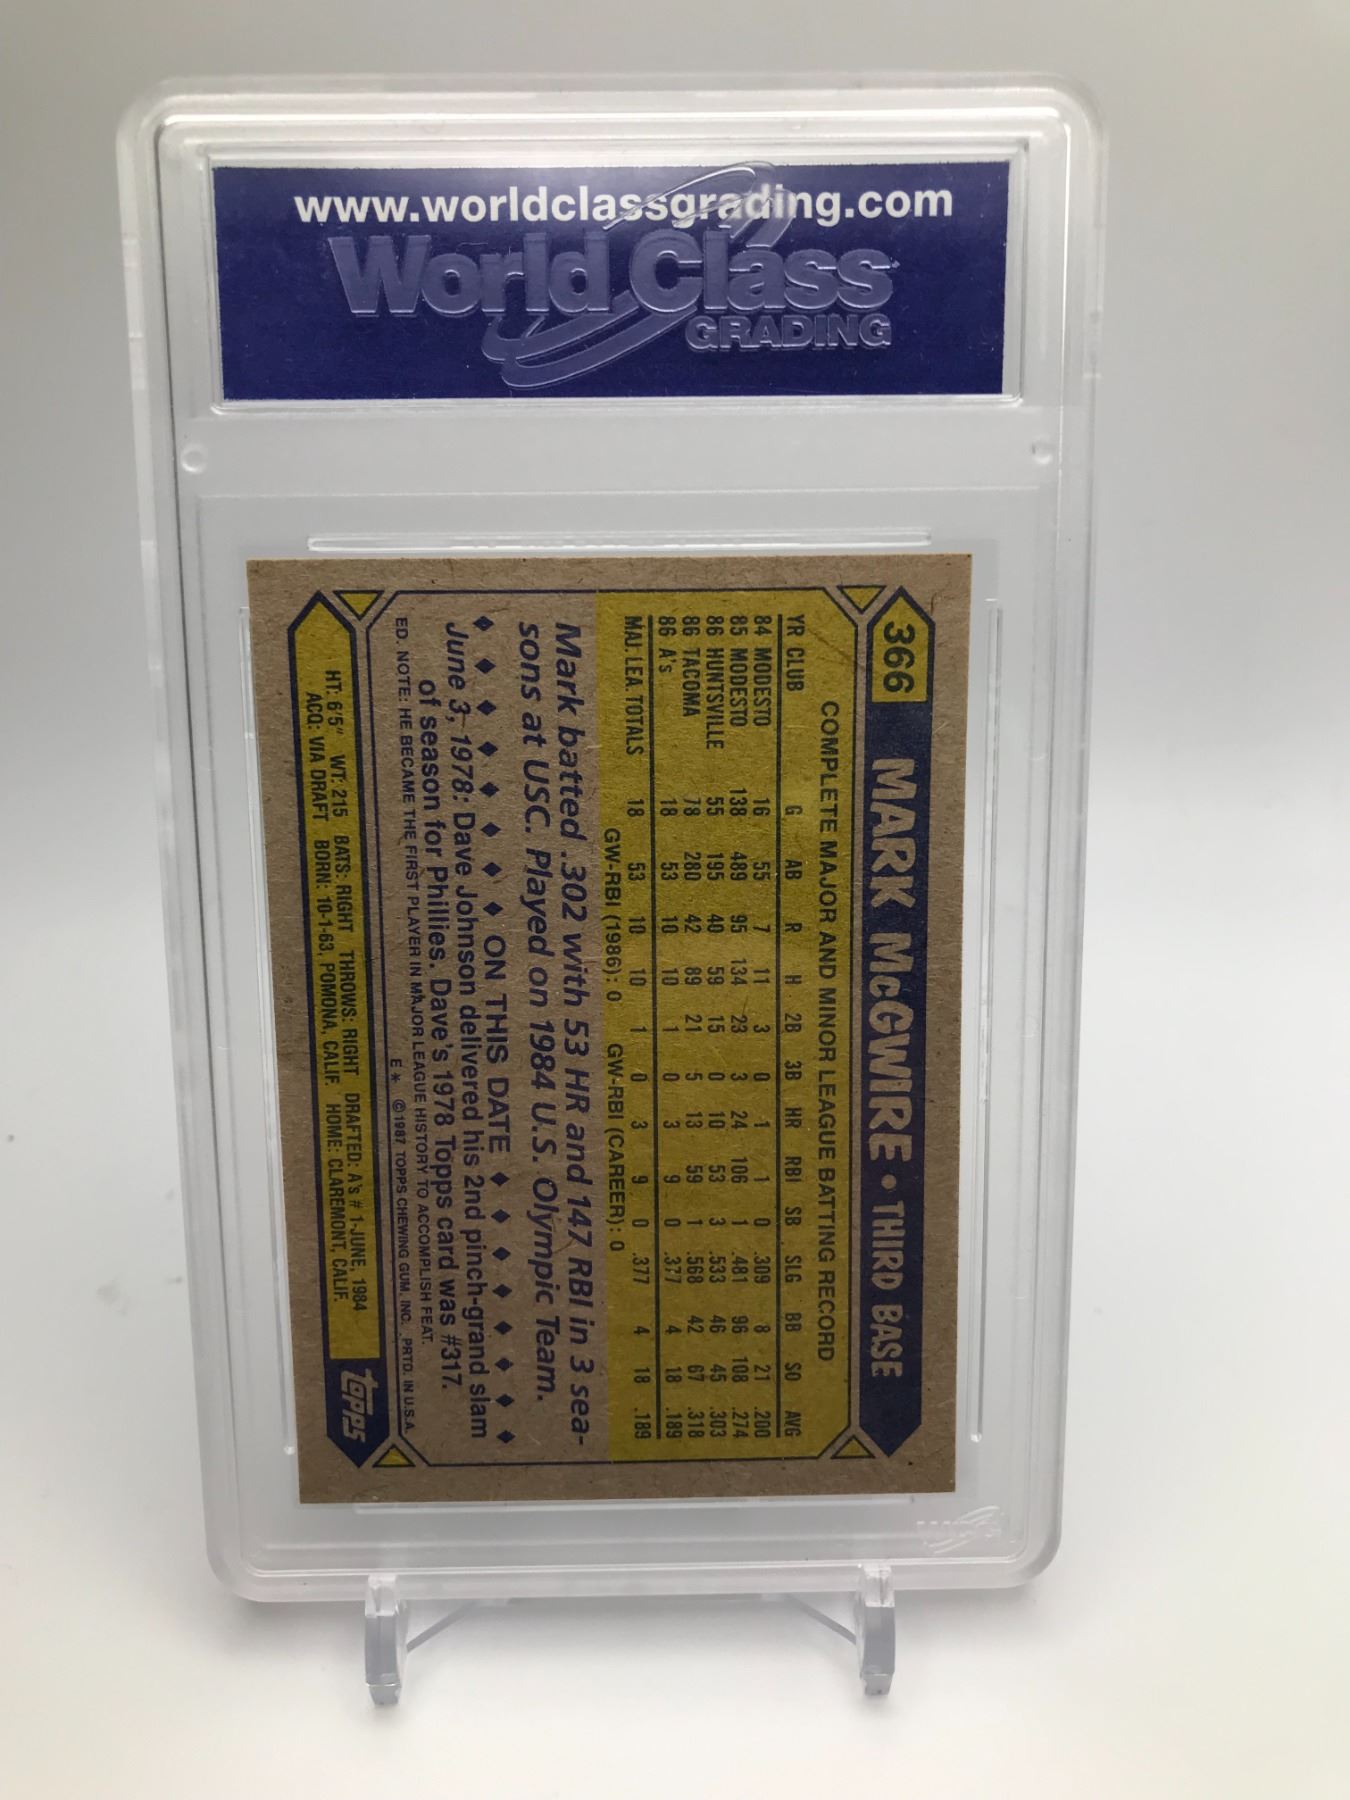 www.worldclassgrading.com
World Class
GRADING
366 MARK McGWIRE • THIRD BASE
COMPLETE MAJOR AND MINOR LEAGUE BATTING RECORD
YR CLUB G AB R H 2B 3B HR RBI SB SLG BB SO AVG
84 MODESTO 16 55 7 11 3 0 1 1 0 .309 8 21 .200
85 MODESTO 138 489 95 134 23 3 24 106 1 .481 96 108 .274
86 HUNTSVILLE 55 195 40 59 15 0 10 53 3 .533 46 45 .303
86 TACOMA 78 280 42 89 21 5 13 59 1 .568 42 67 .318
86 A's 18 53 10 10 1 0 3 9 0 .377 4 18 .189
MAJ. LEA. TOTALS 18 53 10 10 1 0 3 9 0 .377 4 18 .189
GW-RBI (1986): 0 GW-RBI (CAREER): 0
Mark batted .302 with 53 HR and 147 RBI in 3 sea-
sons at USC. Played on 1984 U.S. Olympic Team.
ON THIS DATE
June 3, 1978: Dave Johnson delivered his 2nd pinch-grand slam
of season for Phillies. Dave's 1978 Topps card was #317.
ED. NOTE: HE BECAME THE FIRST PLAYER IN MAJOR LEAGUE HISTORY TO ACCOMPLISH FEAT.
E* ©1987 TOPPS CHEWING GUM, INC. PRTD. IN U.S.A.
HT: 6'5" WT: 215 BATS: RIGHT THROWS: RIGHT DRAFTED: A's #1-JUNE, 1984
ACQ: VIA DRAFT BORN: 10-1-63, POMONA, CALIF. HOME: CLAREMONT, CALIF.
topps
WCG